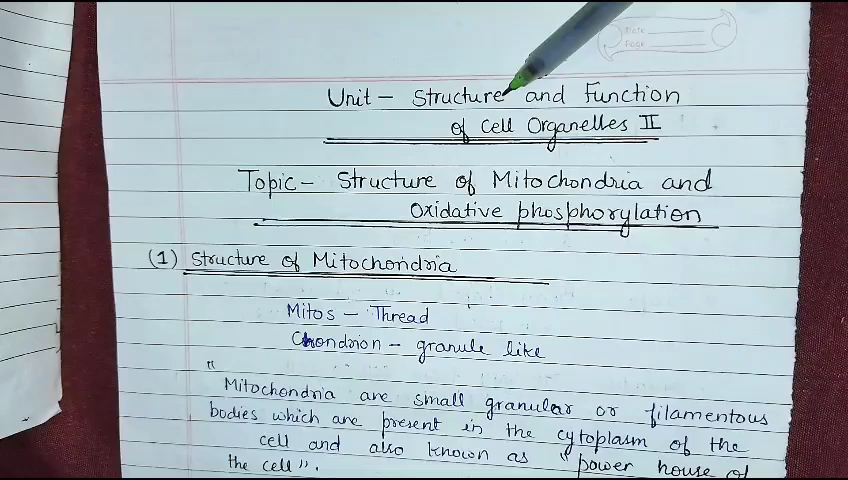 Date
Page
Unit - Structure and Function
of Cell Organelles II
Topic - Structure of Mitochondria and
Oxidative phosphorylation
(1) Structure of Mitochondria
Mitos - Thread
Chondrion - granule like
"
Mitochondria are small granular or filamentous
bodies which are present in the cytoplasm of the
cell and also known as "power house of
the cell".